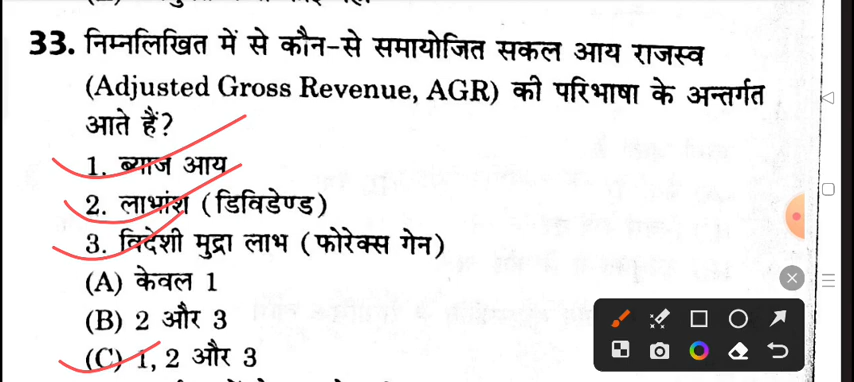 33. निम्नलिखित में से कौन-से समायोजित सकल आय राजस्व
(Adjusted Gross Revenue, AGR) की परिभाषा के अन्तर्गत
आते हैं?
1. ब्याज आय
2. लाभांश (डिविडेण्ड)
3. विदेशी मुद्रा लाभ (फोरेक्स गेन)
(A) केवल 1
(B) 2 और 3
(C) 1, 2 और 3